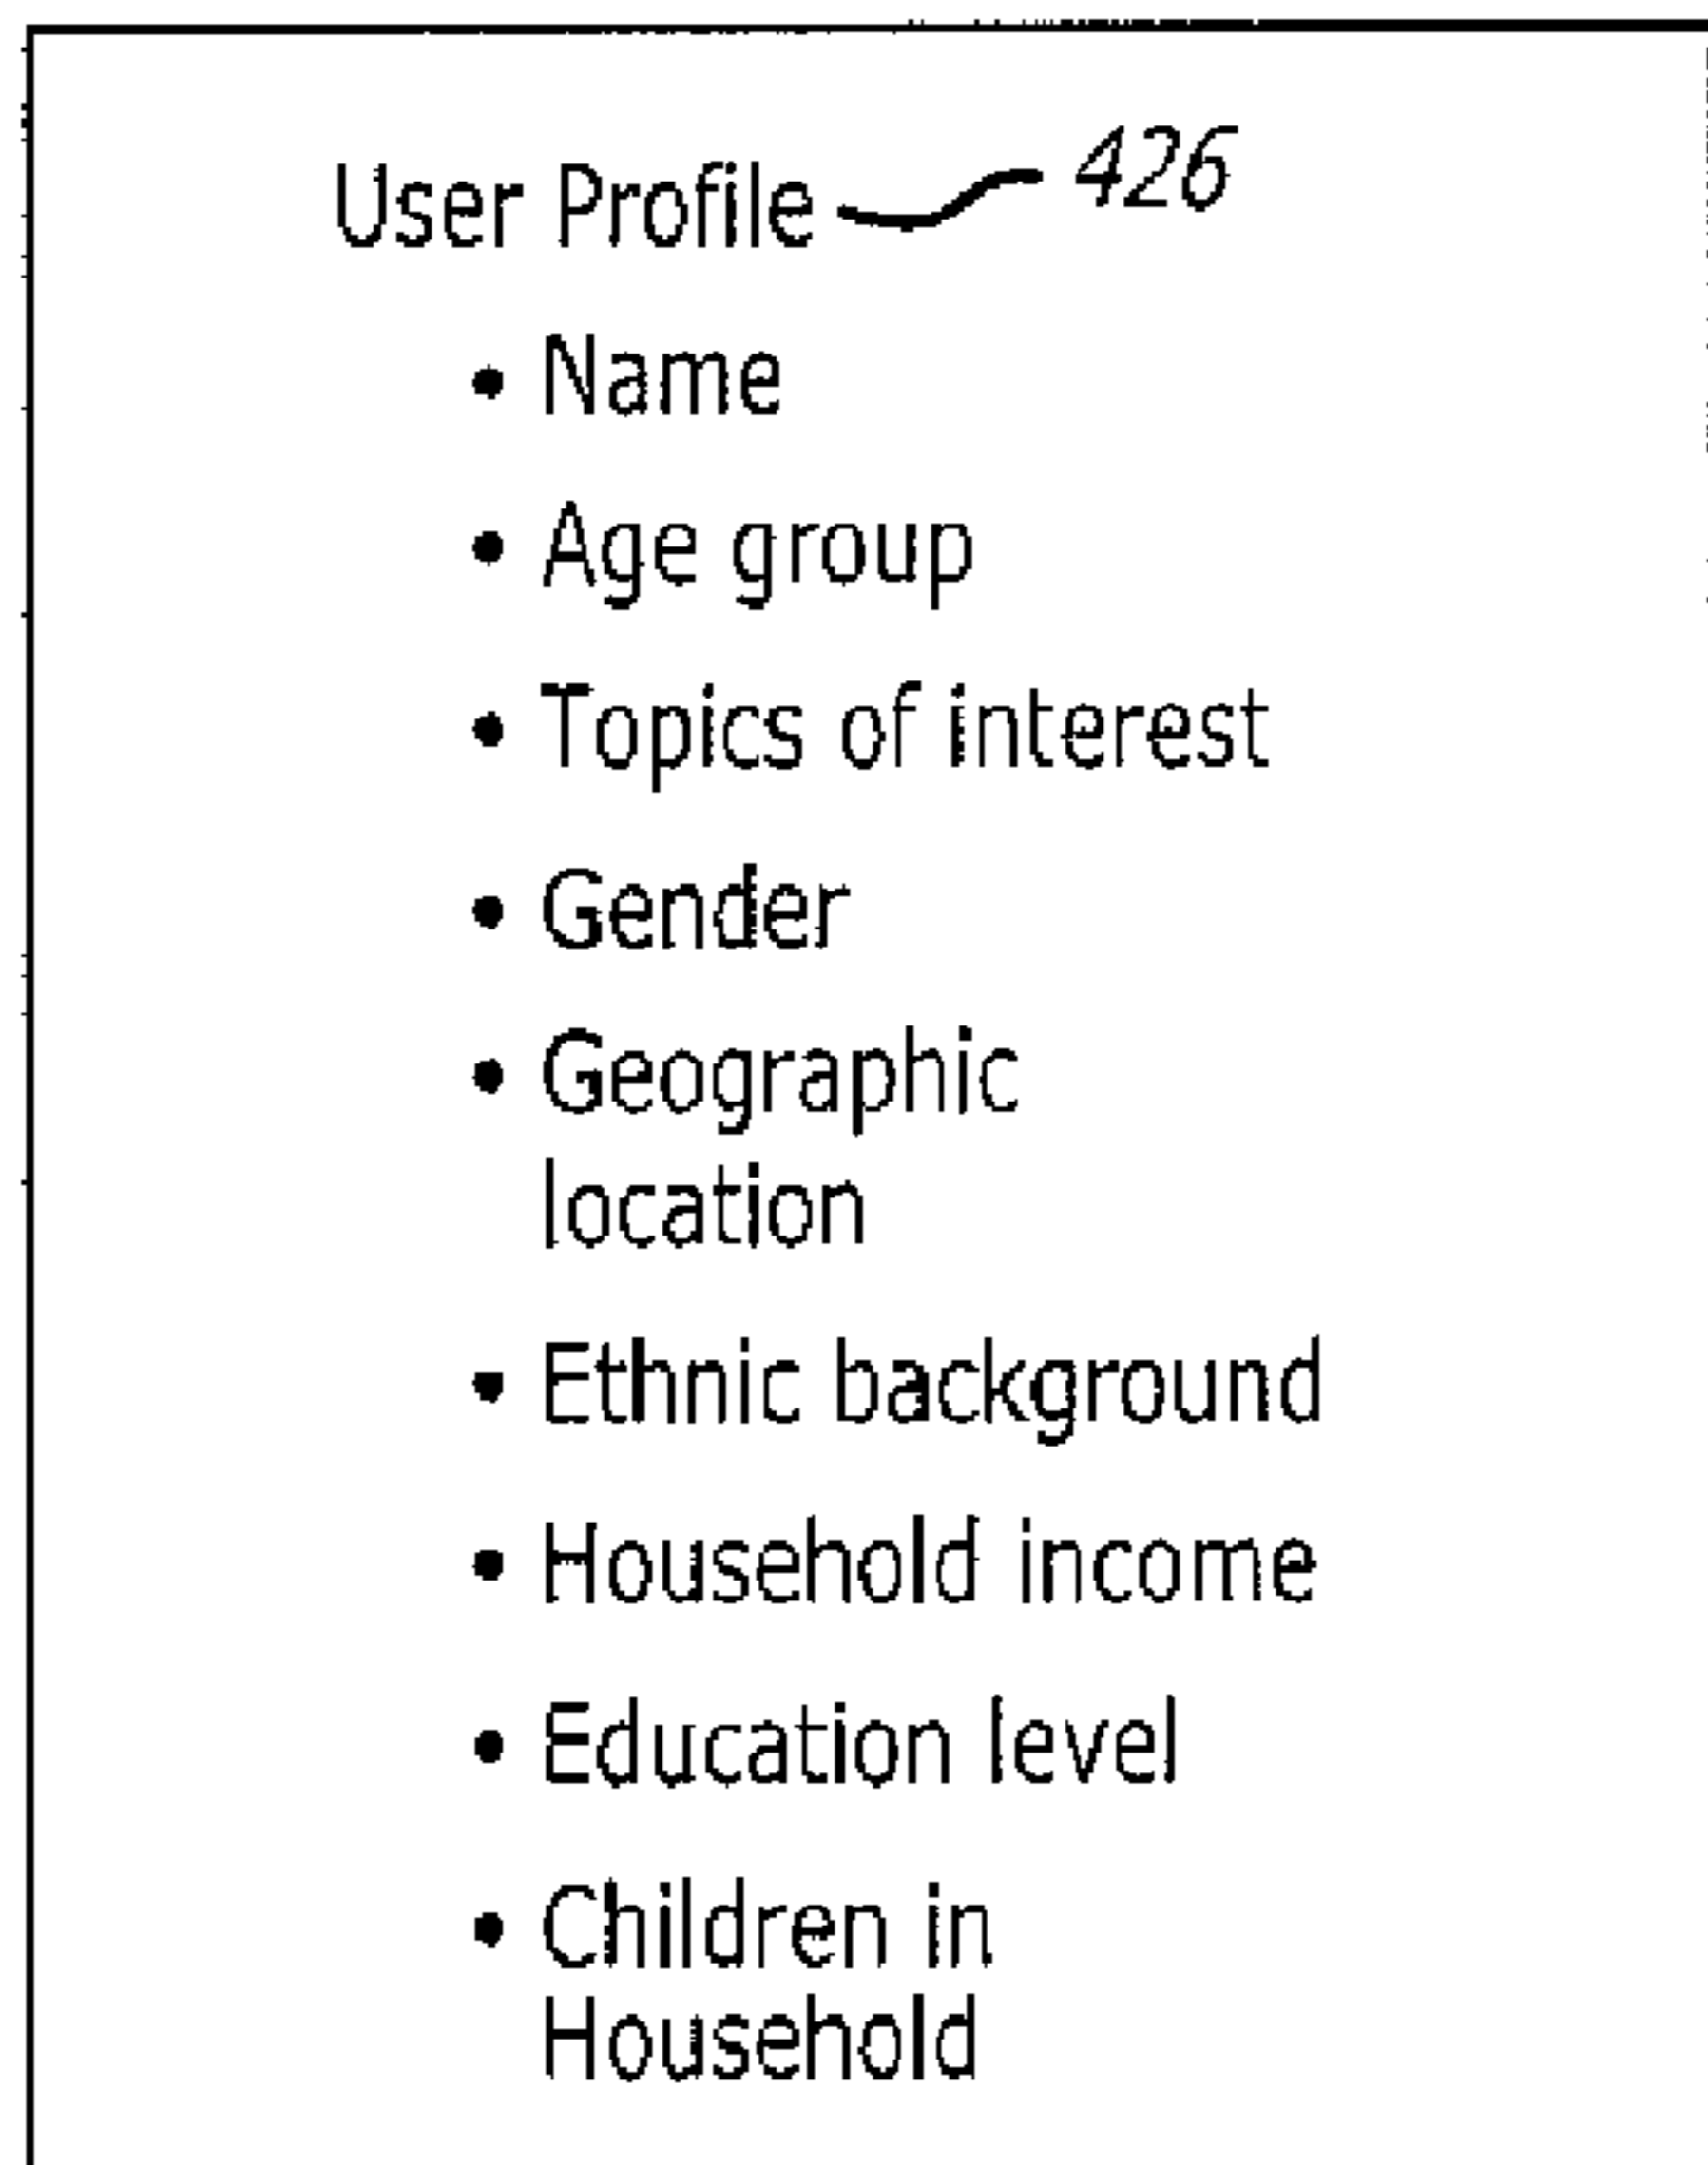 User Profile 426
• Name
• Age group
• Topics of interest
• Gender
• Geographic
location
• Ethnic background
• Household income
• Education level
• Children in
Household